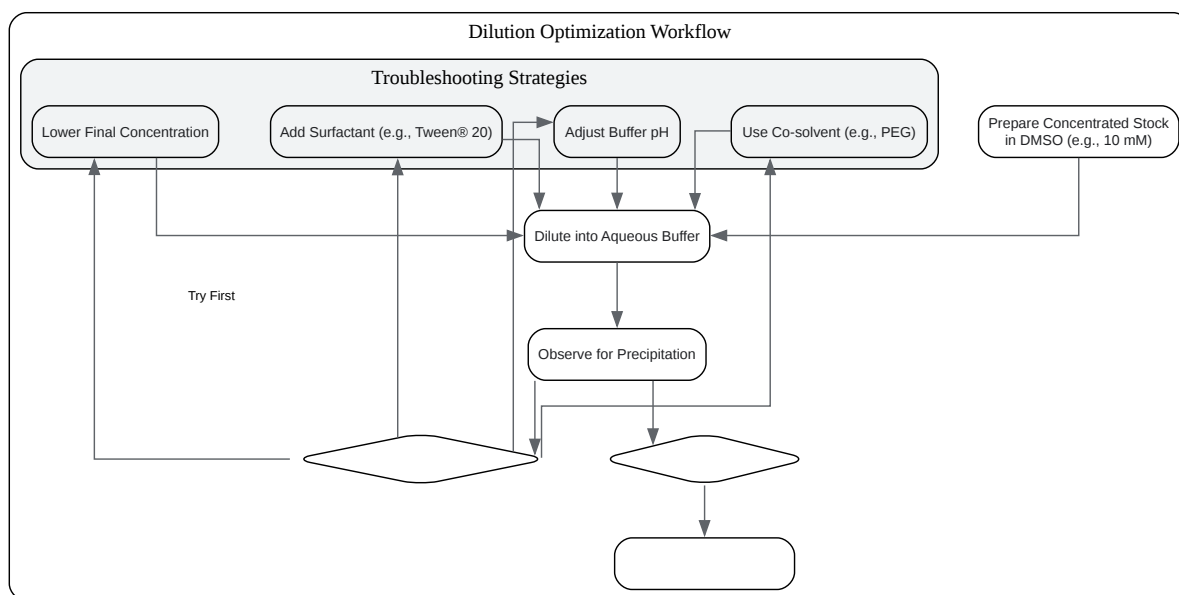 Dilution Optimization Workflow
Troubleshooting Strategies
Lower Final Concentration
Add Surfactant (e.g., Tween® 20)
Adjust Buffer pH
Use Co-solvent (e.g., PEG)
Prepare Concentrated Stock
in DMSO (e.g., 10 mM)
Dilute into Aqueous Buffer
Try First
Observe for Precipitation